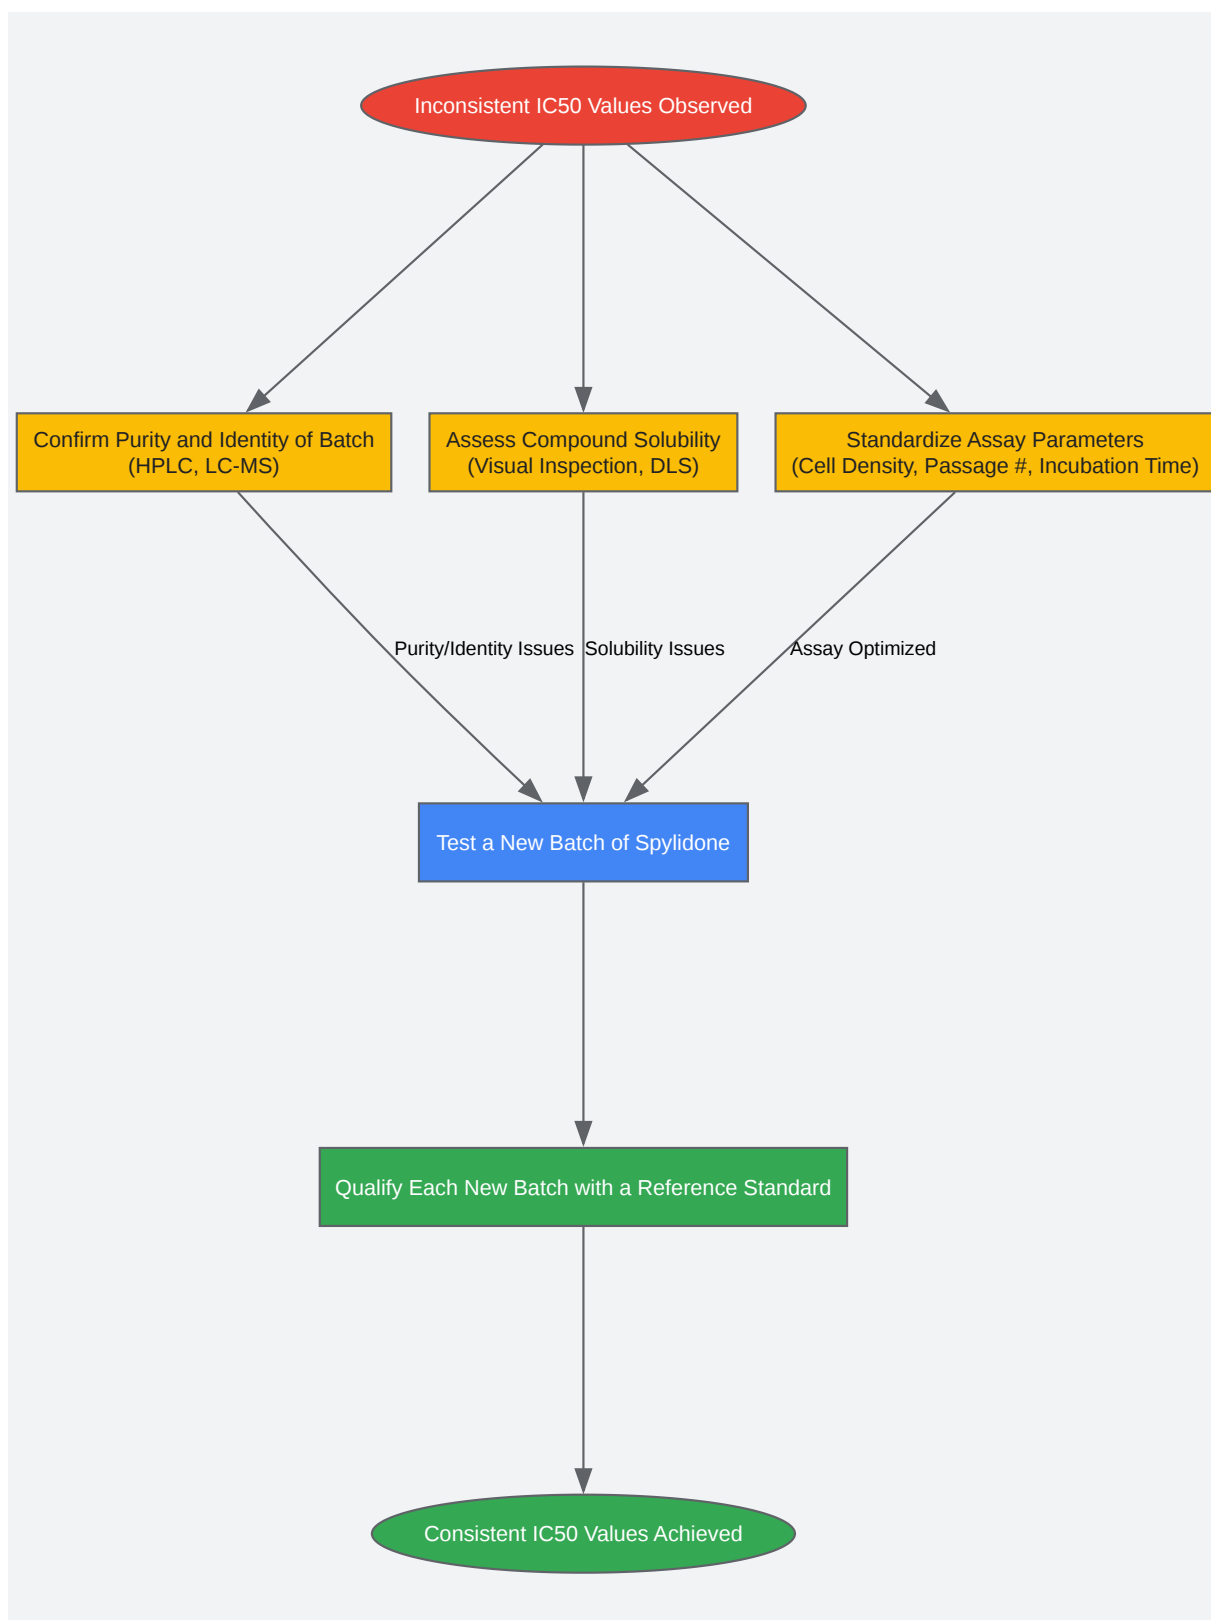 Inconsistent IC50 Values Observed
Confirm Purity and Identity of Batch
(HPLC, LC-MS)
Assess Compound Solubility
(Visual Inspection, DLS)
Standardize Assay Parameters
(Cell Density, Passage #, Incubation Time)
Purity/Identity Issues
Solubility Issues
Assay Optimized
Test a New Batch of Spylidone
Qualify Each New Batch with a Reference Standard
Consistent IC50 Values Achieved